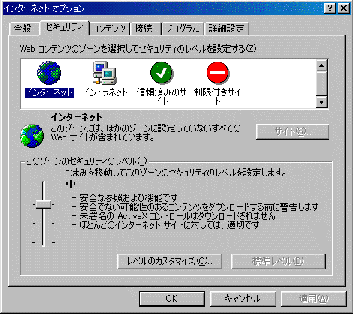 インターネット オプション
全般
セキュリティ
コンテンツ
接続
プログラム
詳細設定
Web コンテンツのゾーンを選択してセキュリティのレベルを設定する(Z)
インターネット
イントラネット
信頼済みのサイト
制限付きサイト
インターネット
このゾーンには、ほかのゾーンに設定していないすべての
Web サイトが含まれています。
サイト(S)...
このゾーンのセキュリティのレベル(L)
つまみを移動してこのゾーンのセキュリティのレベルを設定します。
中
- 安全な参照および機能です
- 安全でない可能性のあるコンテンツをダウンロードする前に警告します
- 未署名の ActiveX コントロールはダウンロードされません
- ほとんどのインターネット サイトに対しては、適切です
レベルのカスタマイズ(C)...
既定のレベル(D)
OK
キャンセル
適用(A)